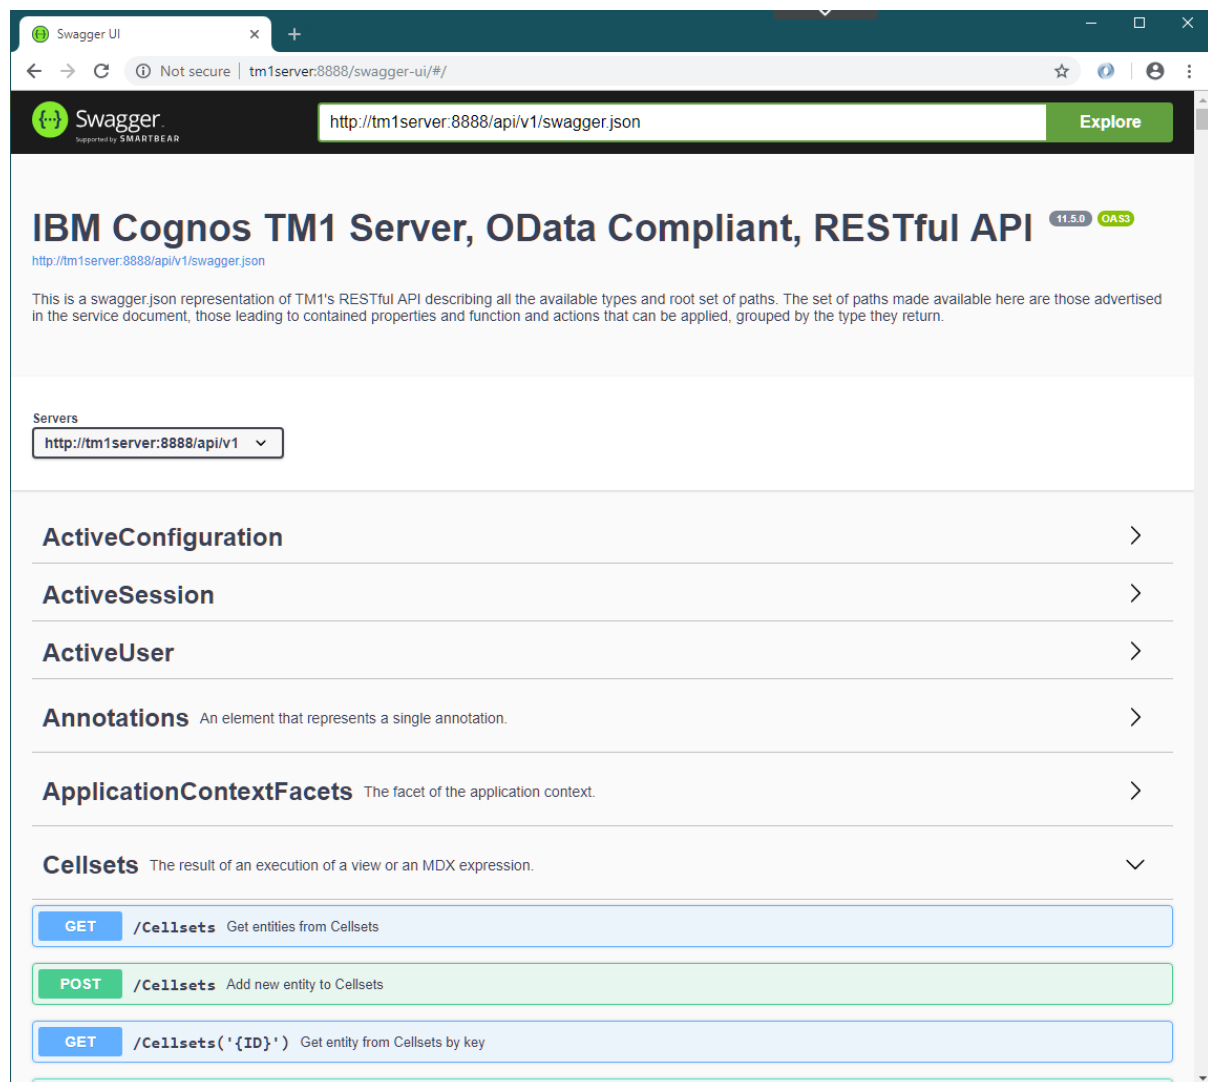 Swagger UI
Not secure | tm1server:8888/swagger-ui/#/
Swagger
Supported by SMARTBEAR
http://tm1server:8888/api/v1/swagger.json
Explore
IBM Cognos TM1 Server, OData Compliant, RESTful API 11.5.0 OAS3
http://tm1server:8888/api/v1/swagger.json
This is a swagger.json representation of TM1's RESTful API describing all the available types and root set of paths. The set of paths made available here are those advertised
in the service document, those leading to contained properties and function and actions that can be applied, grouped by the type they return.
Servers
http://tm1server:8888/api/v1
ActiveConfiguration
ActiveSession
ActiveUser
Annotations An element that represents a single annotation.
ApplicationContextFacets The facet of the application context.
Cellsets The result of an execution of a view or an MDX expression.
GET /Cellsets Get entities from Cellsets
POST /Cellsets Add new entity to Cellsets
GET /Cellsets('{ID}') Get entity from Cellsets by key